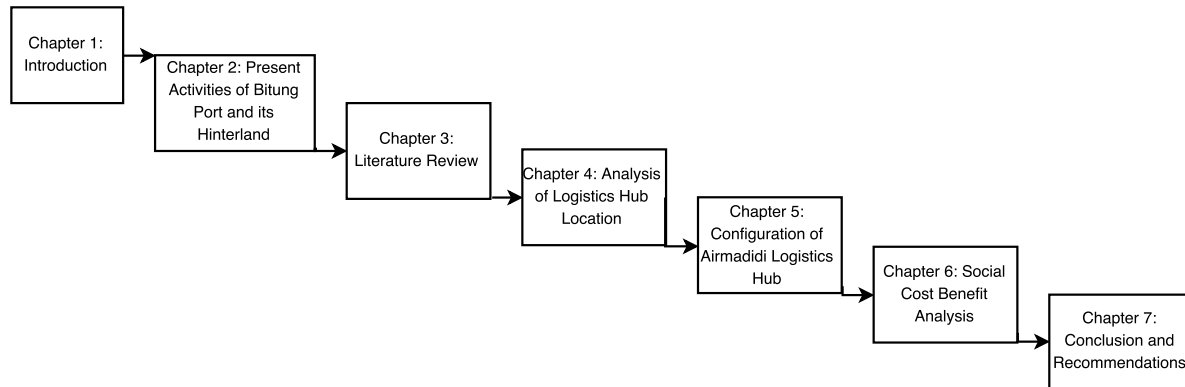 Chapter 1:
Introduction
Chapter 2: Present
Activities of Bitung
Port and its
Hinterland
Chapter 3:
Literature Review
Chapter 4: Analysis
of Logistics Hub
Location
Chapter 5:
Configuration of
Airmadidi Logistics
Hub
Chapter 6: Social
Cost Benefit
Analysis
Chapter 7:
Conclusion and
Recommendations